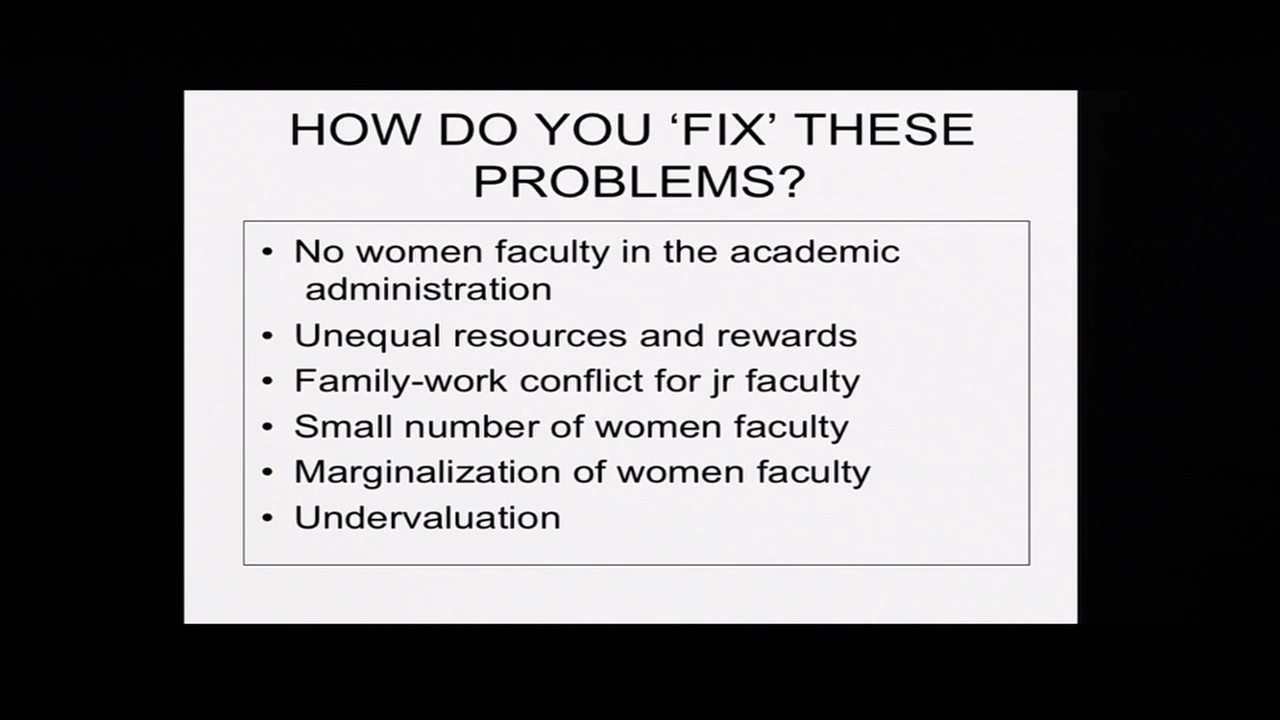 HOW DO YOU ‘FIX’ THESE
PROBLEMS?
• No women faculty in the academic
administration
• Unequal resources and rewards
• Family-work conflict for jr faculty
• Small number of women faculty
• Marginalization of women faculty
• Undervaluation